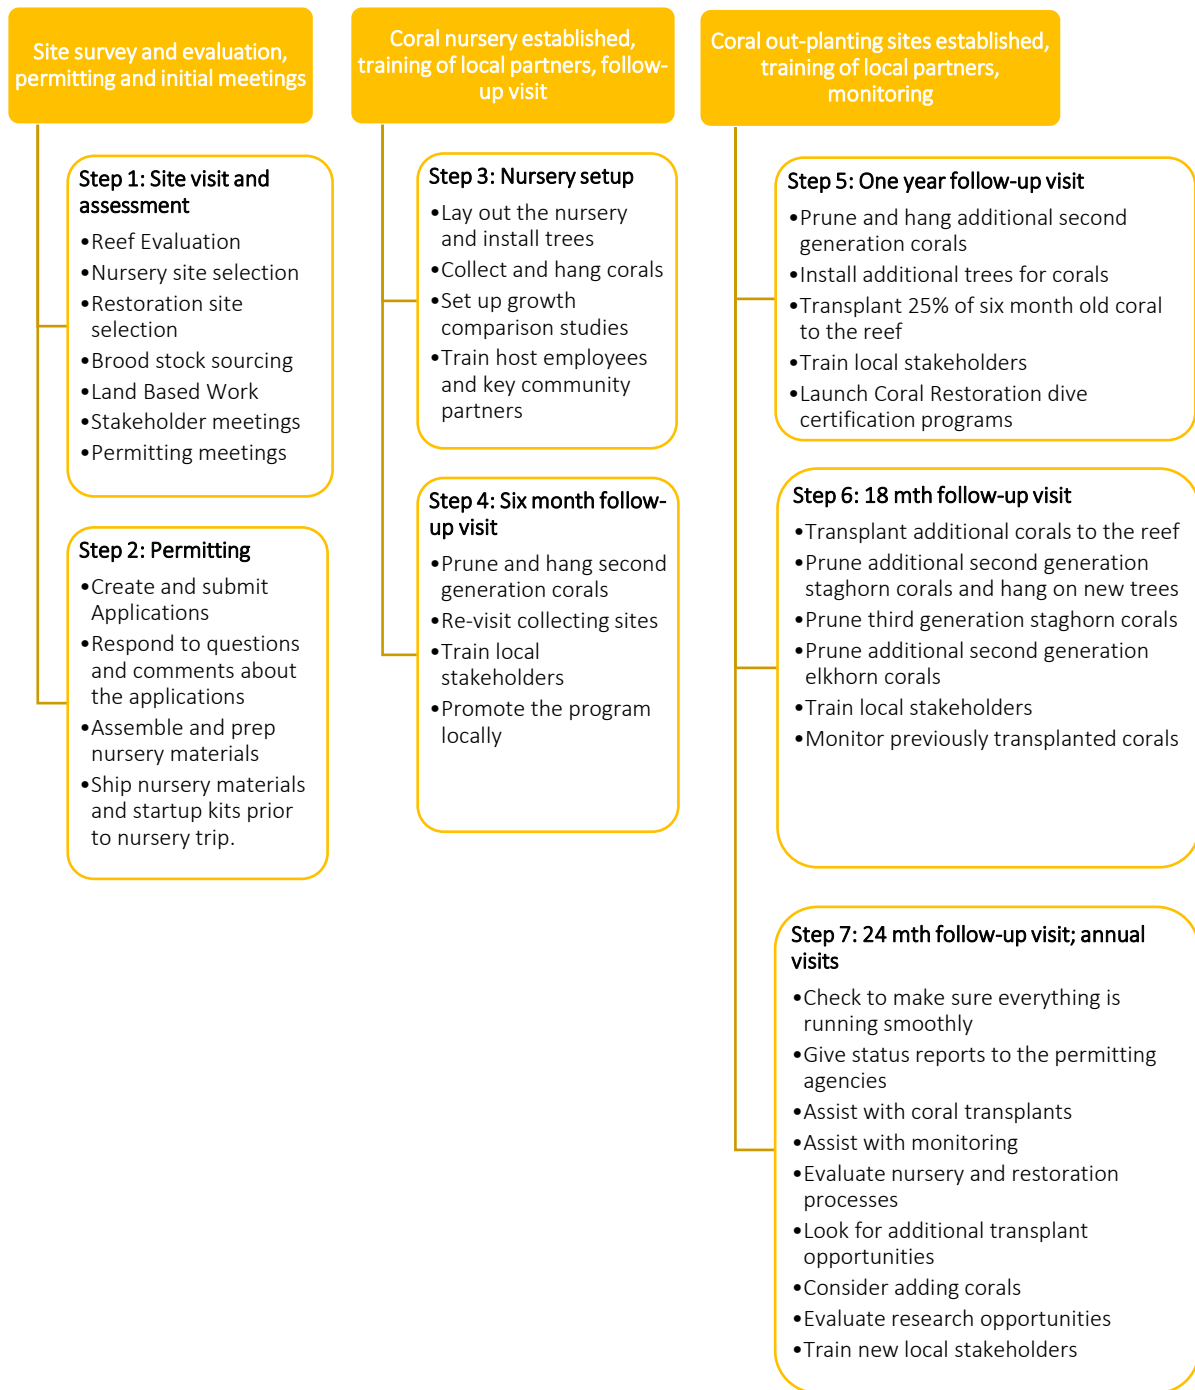 Site survey and evaluation,
permitting and initial meetings
Step 1: Site visit and
assessment
•Reef Evaluation
•Nursery site selection
•Restoration site
selection
•Brood stock sourcing
•Land Based Work
•Stakeholder meetings
•Permitting meetings
Step 2: Permitting
•Create and submit
Applications
•Respond to questions
and comments about
the applications
•Assemble and prep
nursery materials
•Ship nursery materials
and startup kits prior
to nursery trip.
Coral nursery established,
training of local partners, follow-
up visit
Step 3: Nursery setup
•Lay out the nursery
and install trees
•Collect and hang corals
•Set up growth
comparison studies
•Train host employees
and key community
partners
Step 4: Six month follow-
up visit
•Prune and hang second
generation corals
•Re-visit collecting sites
•Train local
stakeholders
•Promote the program
locally
Coral out-planting sites established,
training of local partners,
monitoring
Step 5: One year follow-up visit
•Prune and hang additional second
generation corals
•Install additional trees for corals
•Transplant 25% of six month old coral
to the reef
•Train local stakeholders
•Launch Coral Restoration dive
certification programs
Step 6: 18 mth follow-up visit
•Transplant additional corals to the reef
•Prune additional second generation
staghorn corals and hang on new trees
•Prune third generation staghorn corals
•Prune additional second generation
elkhorn corals
•Train local stakeholders
•Monitor previously transplanted corals
Step 7: 24 mth follow-up visit; annual
visits
•Check to make sure everything is
running smoothly
•Give status reports to the permitting
agencies
•Assist with coral transplants
•Assist with monitoring
•Evaluate nursery and restoration
processes
•Look for additional transplant
opportunities
•Consider adding corals
•Evaluate research opportunities
•Train new local stakeholders